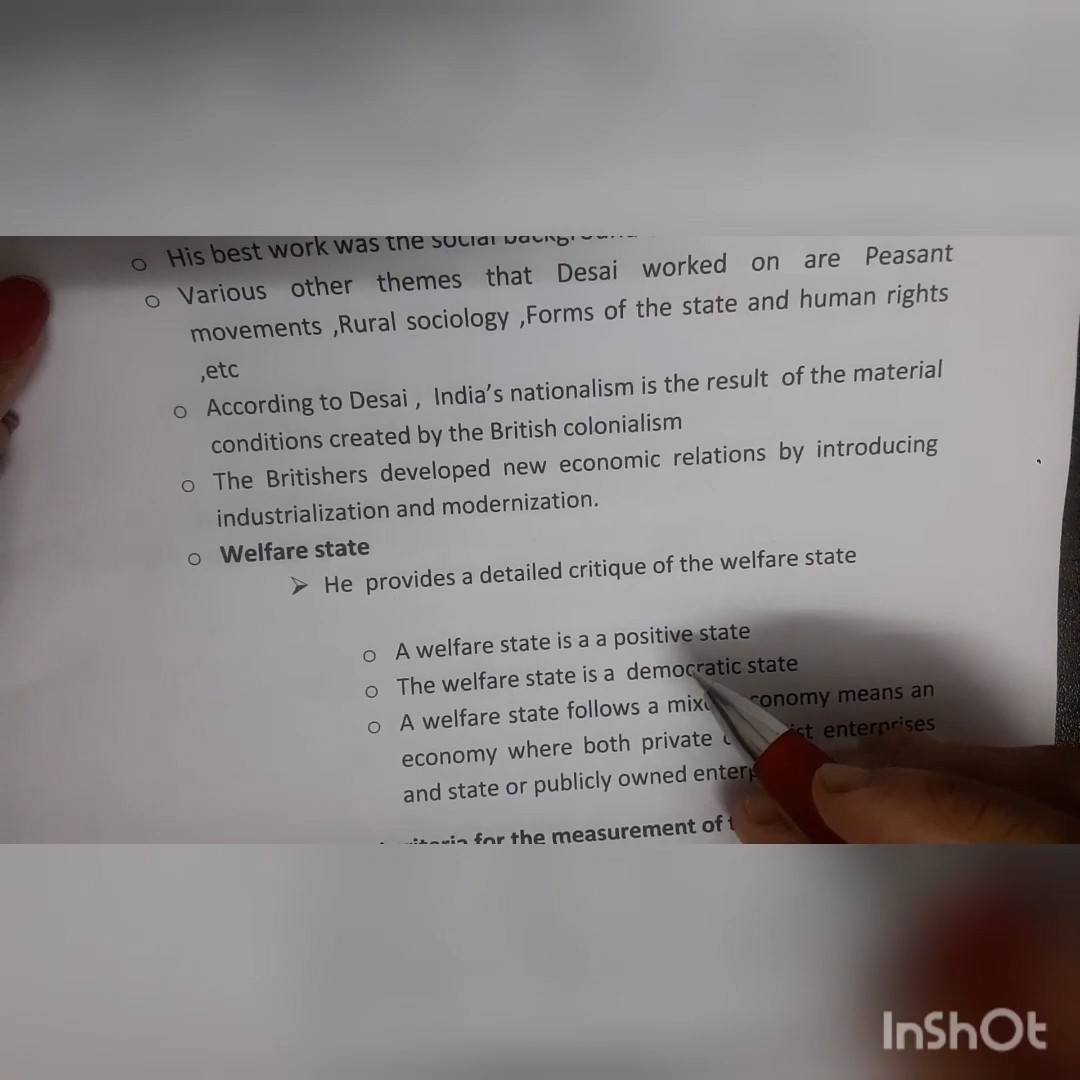 ○ His best work was the social
○ Various other themes that Desai worked on are Peasant
movements ,Rural sociology ,Forms of the state and human rights
,etc
○ According to Desai , India's nationalism is the result of the material
conditions created by the British colonialism
○ The Britishers developed new economic relations by introducing
industrialization and modernization.
○ Welfare state
➢ He provides a detailed critique of the welfare state
○ A welfare state is a a positive state
○ The welfare state is a democratic state
○ A welfare state follows a means an
economy where both private enterprises
and state or publicly owned
for the measurement of
InShOt